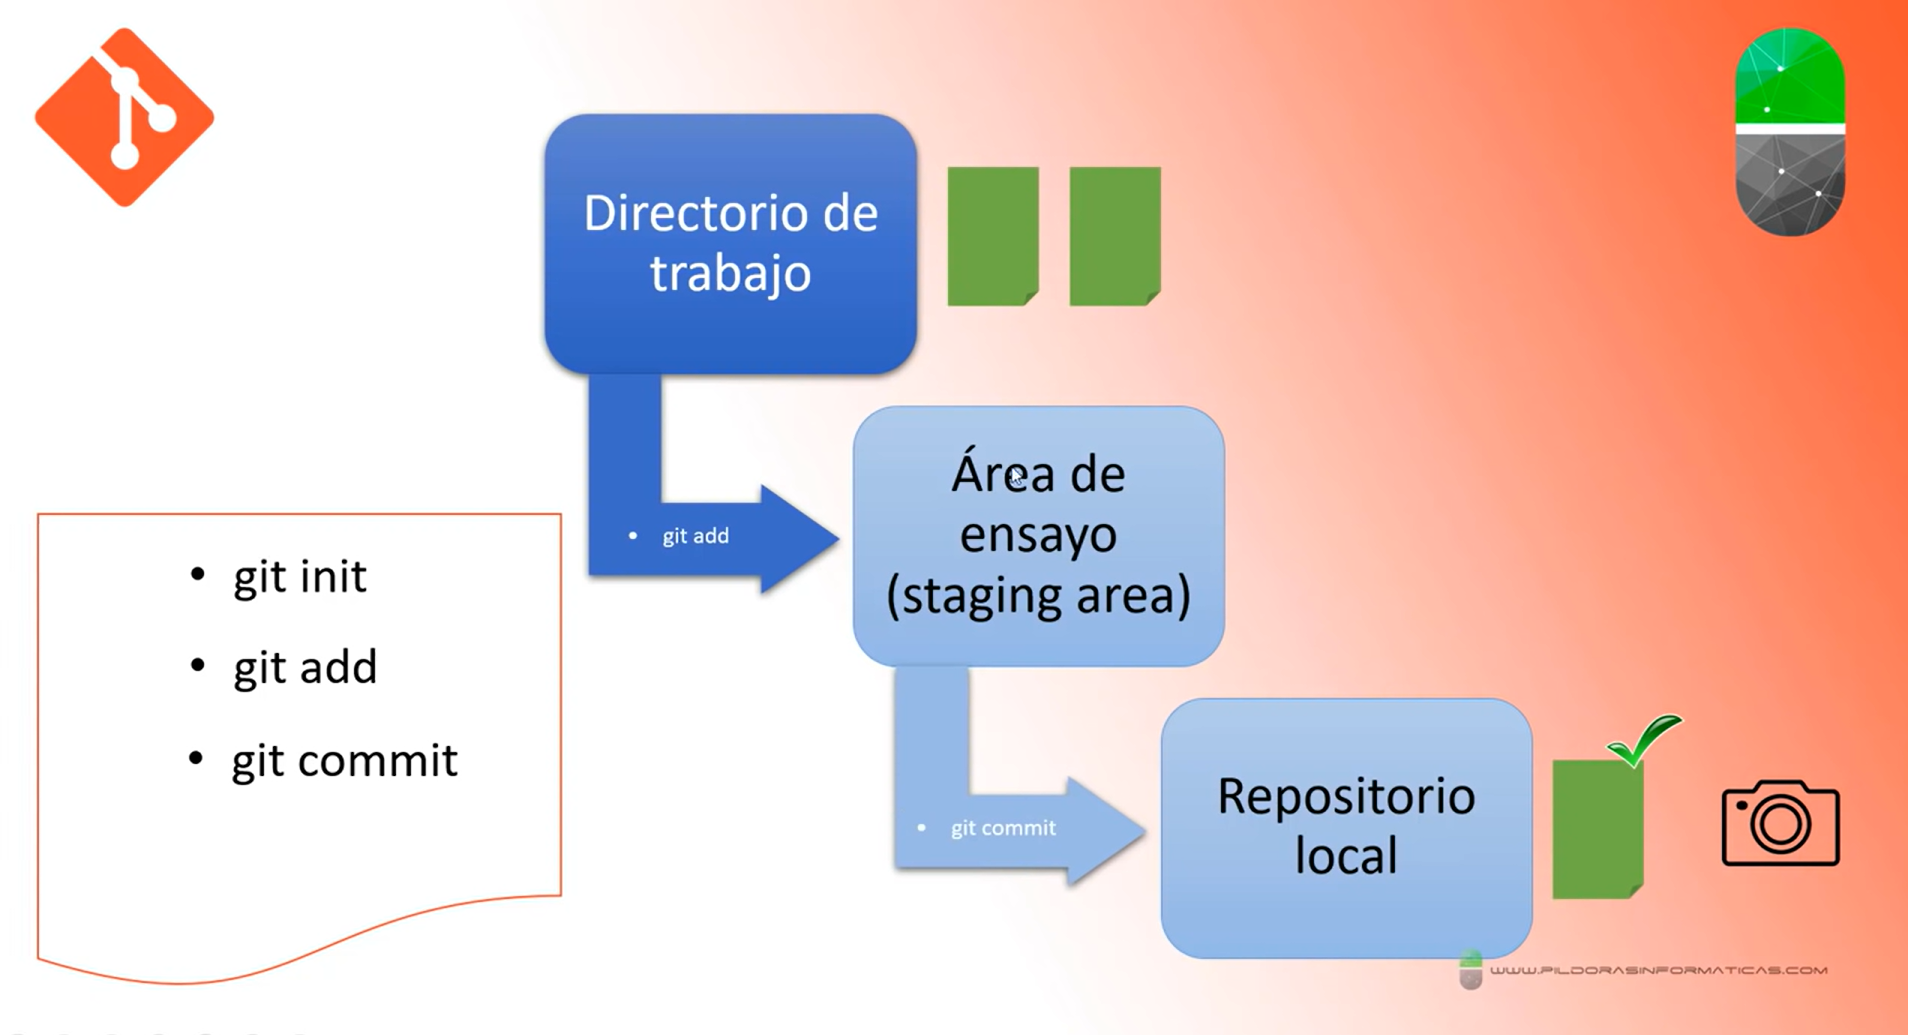 Directorio de
trabajo
• git add
Área de
ensayo
(staging area)
• git init
• git add
• git commit
• git commit
Repositorio
local
WWW.PILDORASINFORMATICAS.COM